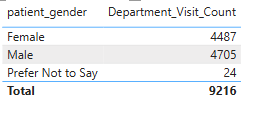 patient_gender Department_Visit_Count
Female 4487
Male 4705
Prefer Not to Say 24
Total 9216